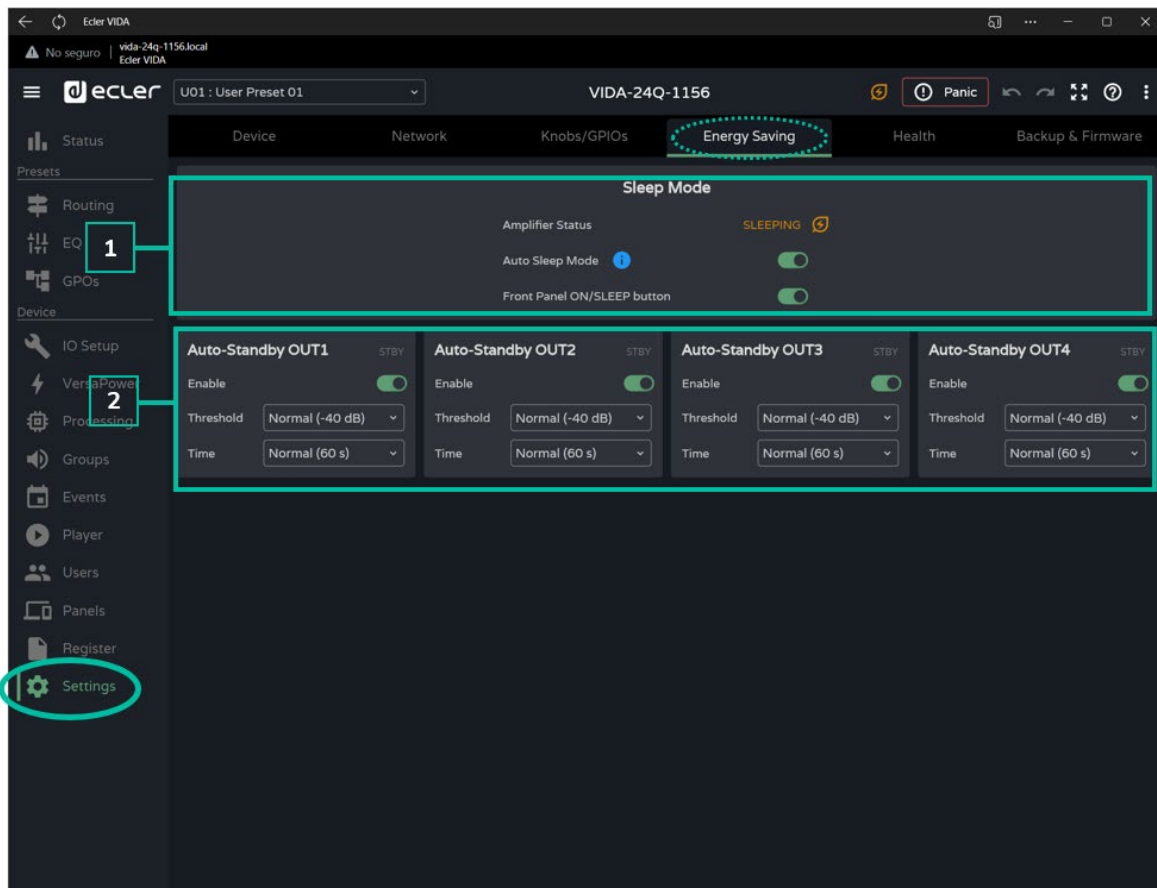 Ecler VIDA
No seguro
vida-24q-1156.local
Ecler VIDA
ecler
U01 : User Preset 01
VIDA-24Q-1156
Panic
Status
Device
Network
Knobs/GPIOs
Energy Saving
Health
Backup & Firmware
Presets
Routing
EQ
GPOs
Device
IO Setup
VersaPower
Processing
Groups
Events
Player
Users
Panels
Register
Settings
1
Sleep Mode
Amplifier Status SLEEPING
Auto Sleep Mode
Front Panel ON/SLEEP button
2
Auto-Standby OUT1 STBY
Enable
Threshold Normal (-40 dB)
Time Normal (60 s)
Auto-Standby OUT2 STBY
Enable
Threshold Normal (-40 dB)
Time Normal (60 s)
Auto-Standby OUT3 STBY
Enable
Threshold Normal (-40 dB)
Time Normal (60 s)
Auto-Standby OUT4 STBY
Enable
Threshold Normal (-40 dB)
Time Normal (60 s)